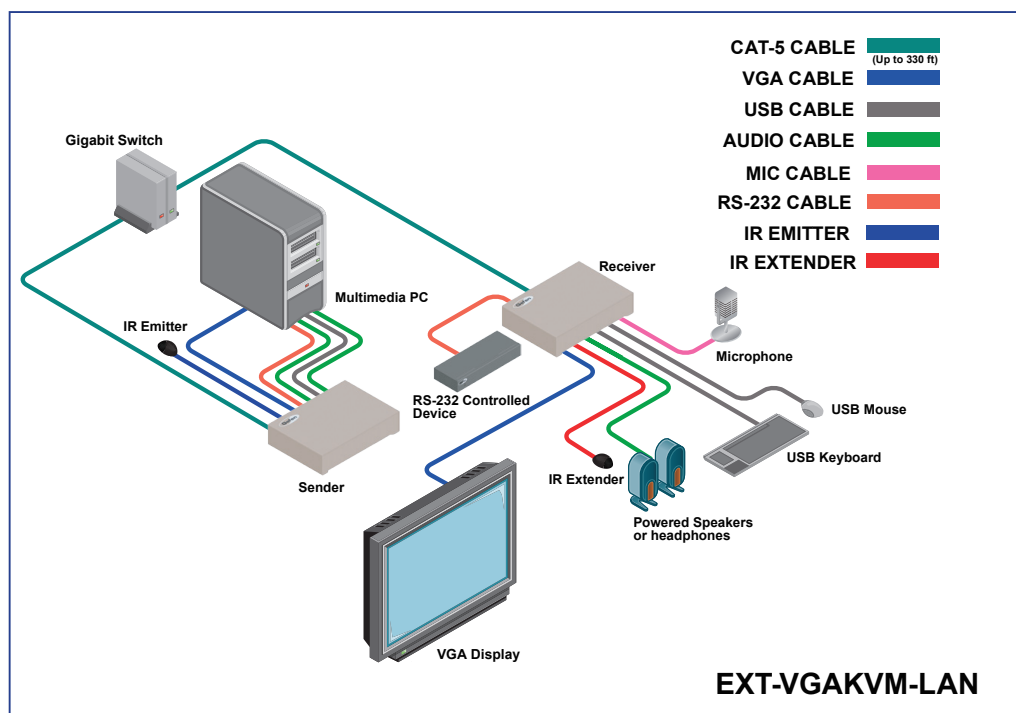 CAT-5 CABLE
(Up to 330 ft)
VGA CABLE
USB CABLE
AUDIO CABLE
MIC CABLE
RS-232 CABLE
IR EMITTER
IR EXTENDER
Gigabit Switch
Multimedia PC
IR Emitter
Sender
Receiver
RS-232 Controlled
Device
Microphone
USB Mouse
USB Keyboard
IR Extender
Powered Speakers
or headphones
VGA Display
EXT-VGAKVM-LAN